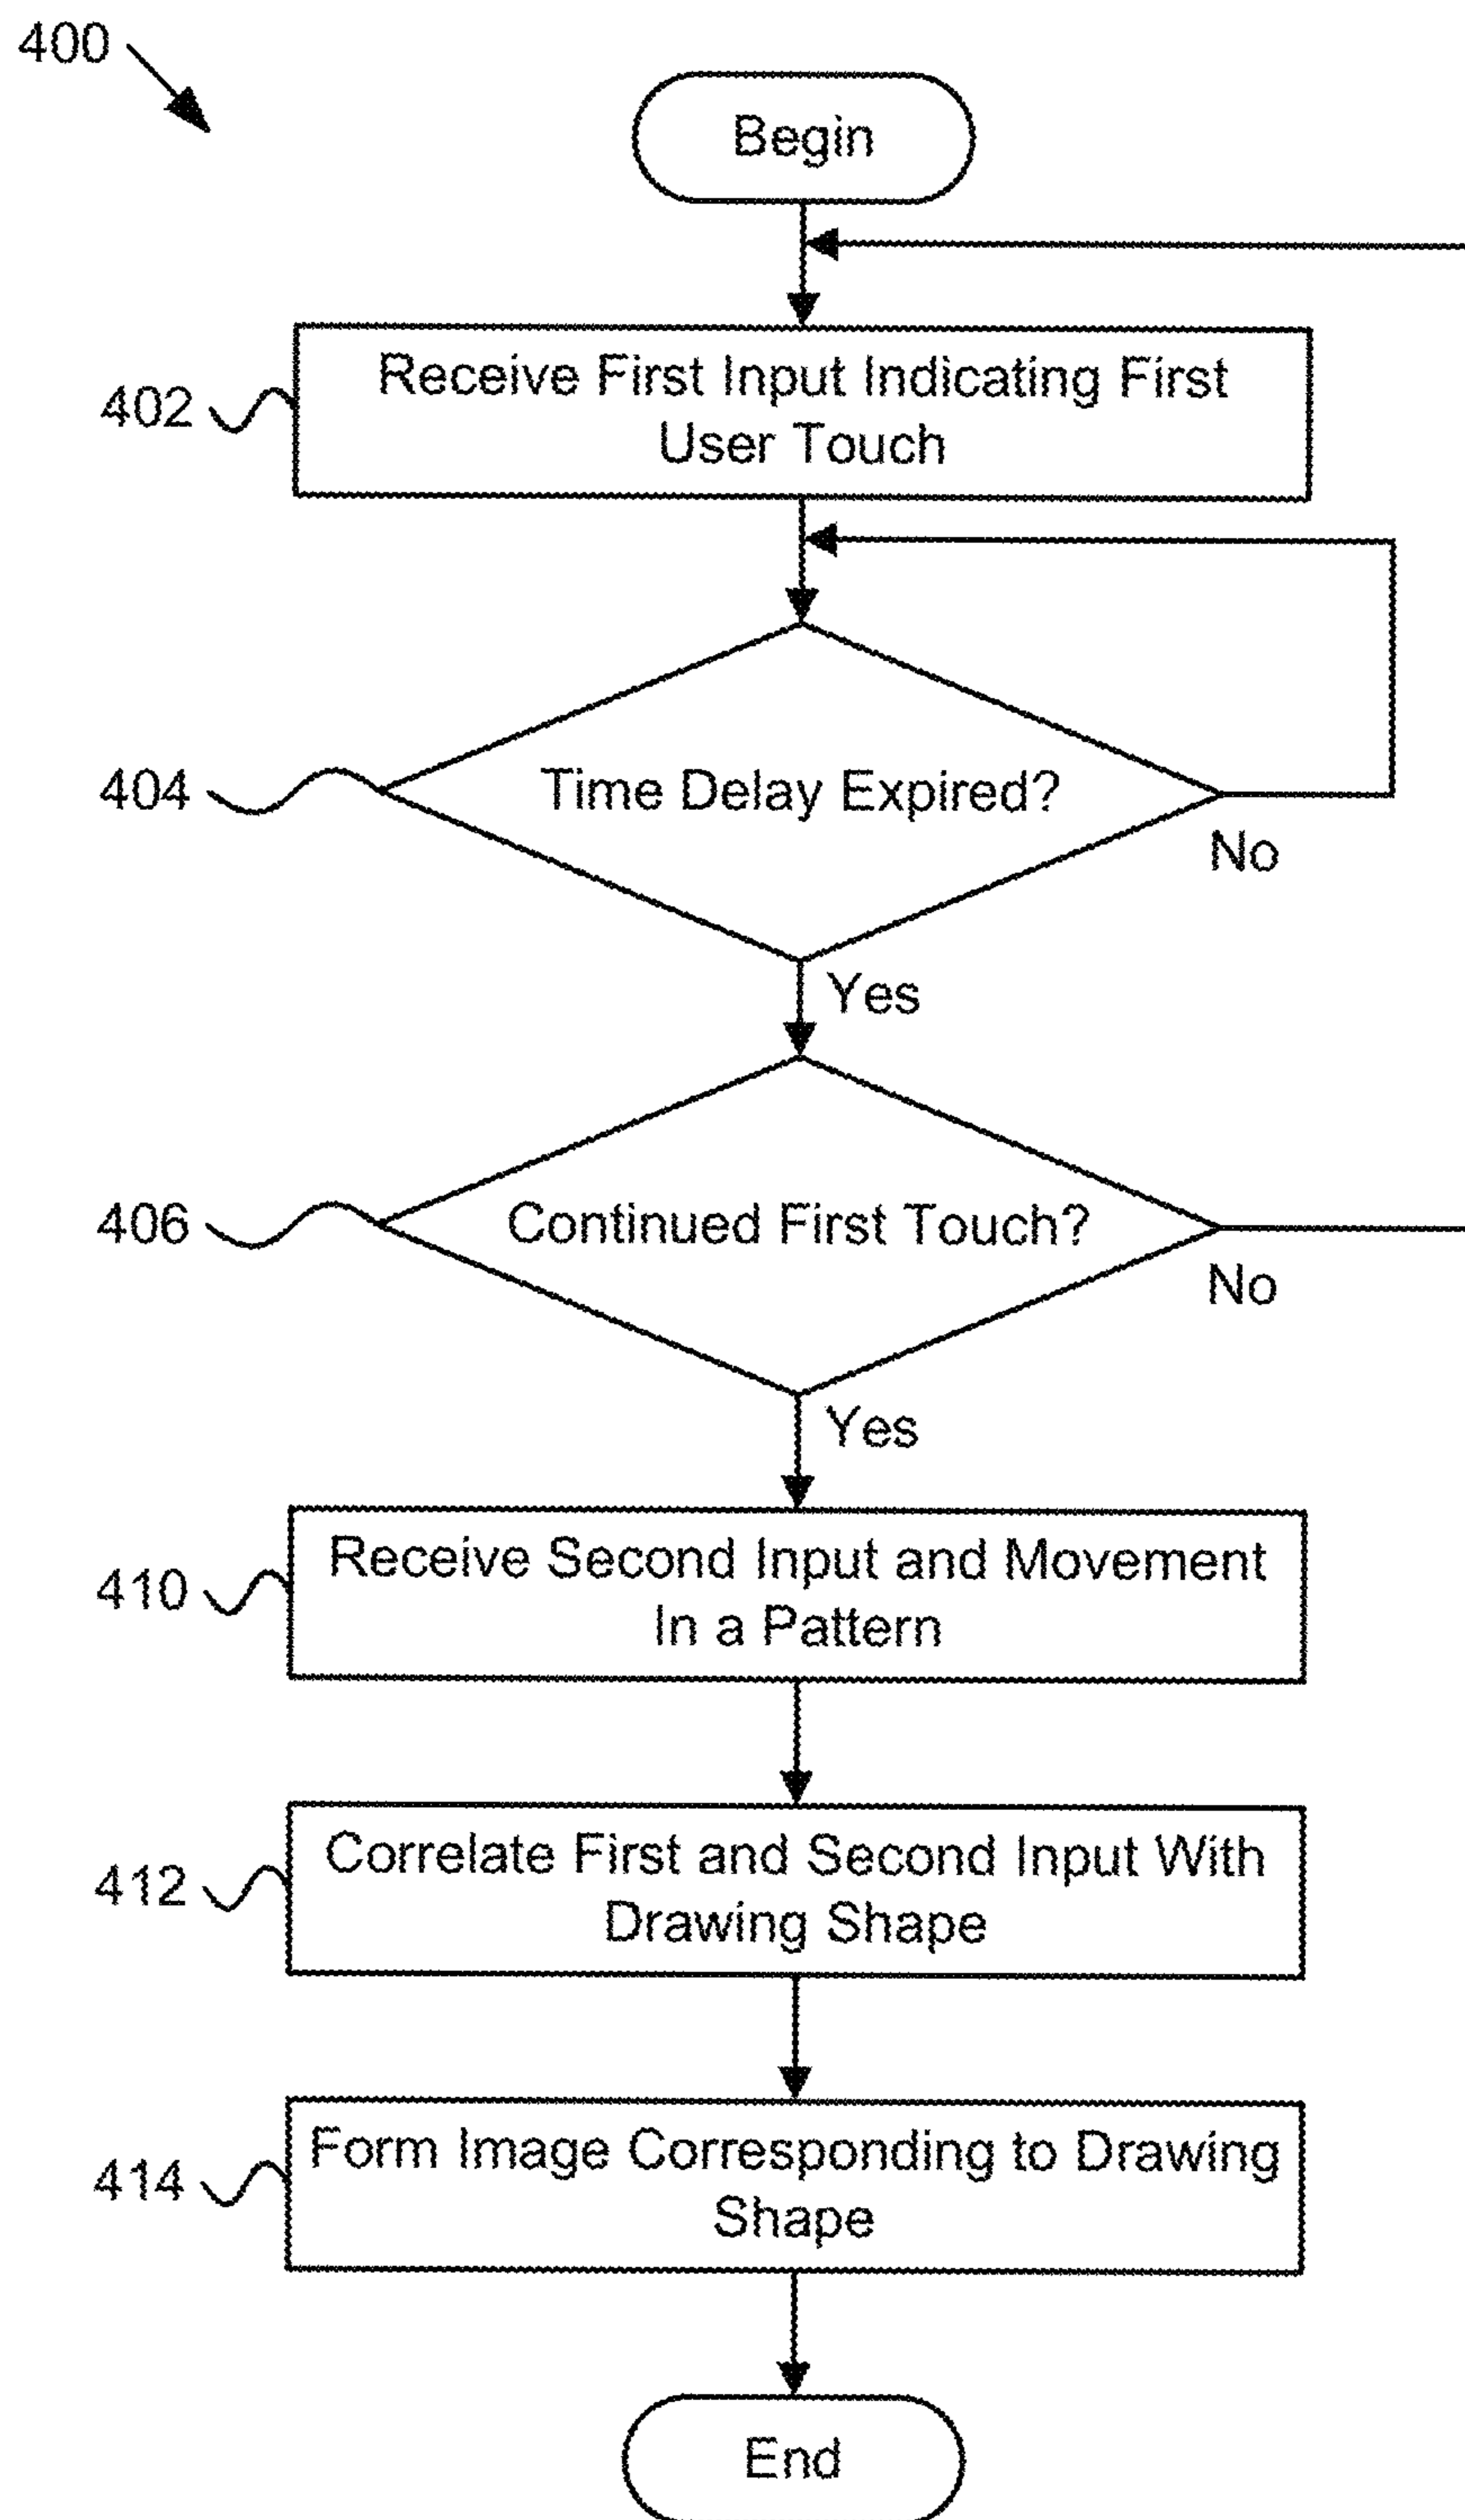 400
Begin
402
Receive First Input Indicating First
User Touch
404
Time Delay Expired?
No
Yes
406
Continued First Touch?
No
Yes
410
Receive Second Input and Movement
In a Pattern
412
Correlate First and Second Input With
Drawing Shape
414
Form Image Corresponding to Drawing
Shape
End